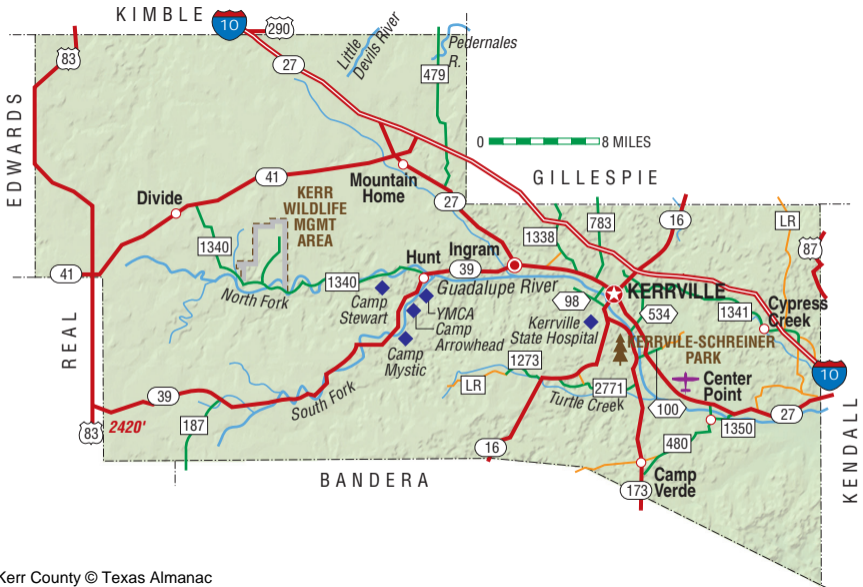 KIMBLE
10
290
83
27
Little
Devils River
Pedernales
R.
479
EDWARDS
0 8 MILES
41
Mountain
Home
GILLESPIE
Divide
KERR
WILDLIFE
MGMT
AREA
27
16
LR
1340
1338
783
87
Ingram
Hunt
39
41
1340
North Fork
Guadalupe River
98
KERRVILLE
REAL
Camp
Stewart
YMCA
Camp
Arrowhead
Kerrville
State Hospital
534
1341
Cypress
Creek
KERRVILE-SCHREINER
PARK
Camp
Mystic
1273
10
LR
2771
Center
Point
39
South Fork
Turtle Creek
100
27
187
83
2420'
16
480
1350
KENDALL
BANDERA
Camp
Verde
173
Kerr County © Texas Almanac